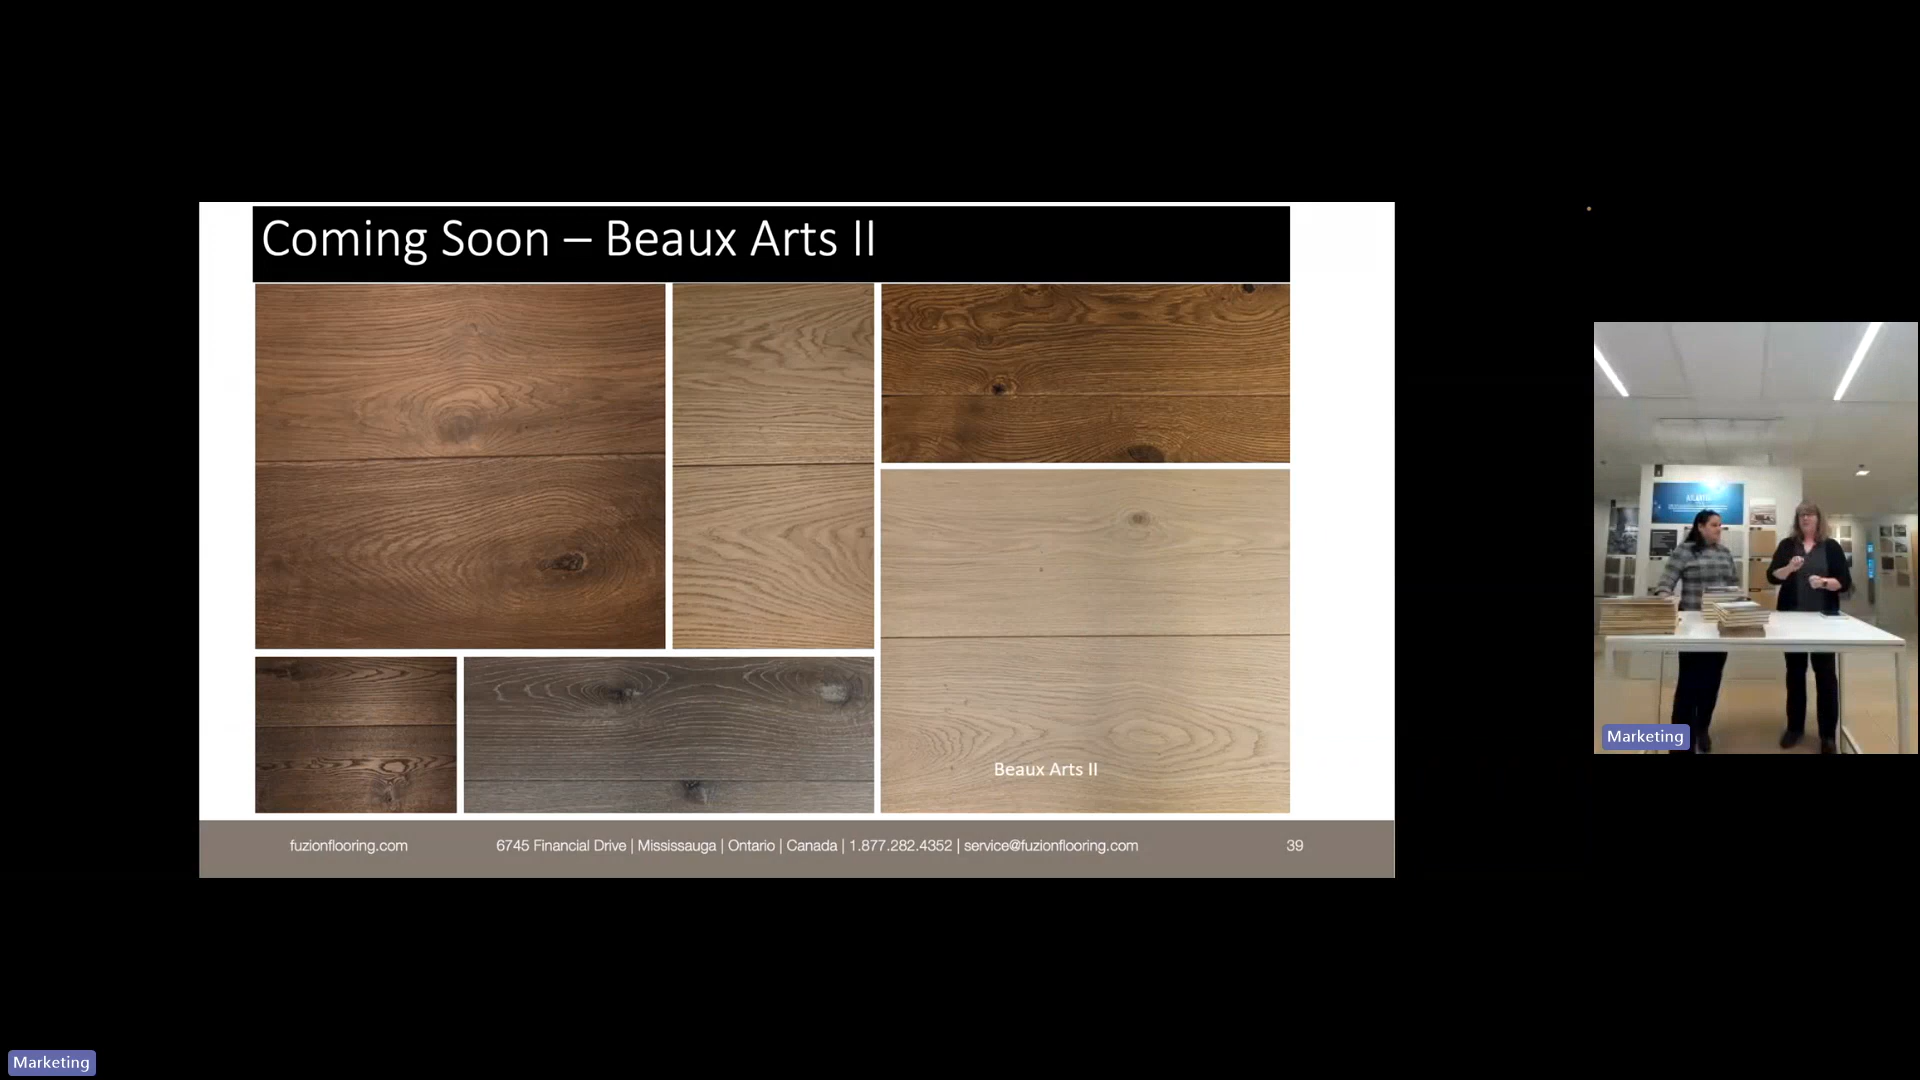 Coming Soon – Beaux Arts II
Beaux Arts II
fuzionflooring.com
6745 Financial Drive | Mississauga | Ontario | Canada | 1.877.282.4352 | service@fuzionflooring.com
39
Marketing
Marketing